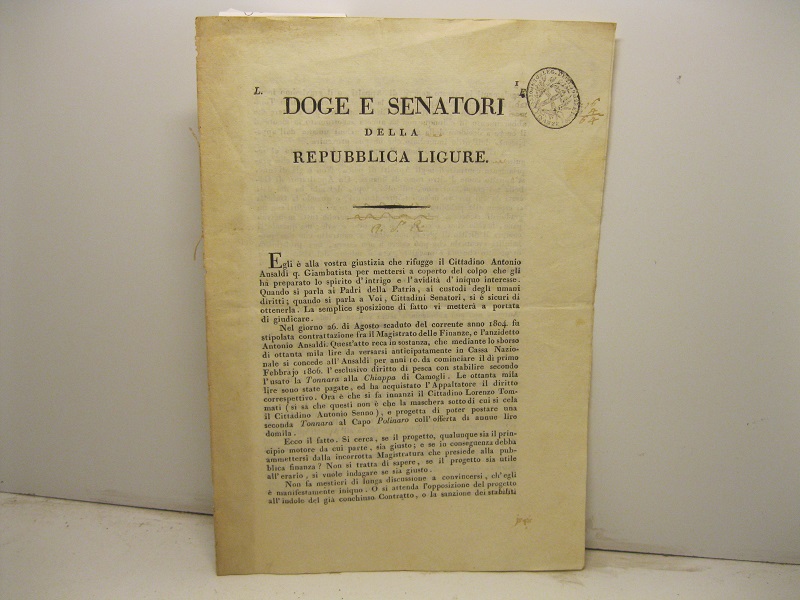 L.
1
DOGE E SENATORI
DELLA
REPUBBLICA LIGURE.
Egli è alla vostra giustizia che rifugge il Cittadino Antonio
Ansaldi q. Giambatista per mettersi a coperto del colpo che gli
ha preparato lo spirito d'intrigo e l'avidità d'iniquo interesse.
Quando si parla ai Padri della Patria, ai custodi degli umani
diritti; quando si parla a Voi, Cittadini Senatori, si è sicuri di
ottenerla. La semplice sposizione di fatto vi metterà a portata
di giudicare.
Nel giorno 26. di Agosto scaduto del corrente anno 1804. fu
stipolata contrattazione fra il Magistrato delle Finanze, e l'anzidetto
Antonio Ansaldi. Quest'atto reca in sostanza, che mediante lo sborso
di ottanta mila lire da versarsi anticipatamente in Cassa Nazio-
nale si concede all'Ansaldi per anni 10. da cominciare il dì primo
Febbrajo 1806. l'esclusivo diritto di pesca con stabilire secondo
l'usato la Tonnara alla Chiappa di Camogli. Le ottanta mila
lire sono state pagate, ed ha acquistato l'Appaltatore il diritto
correspettivo. Ora è che si fa innanzi il Cittadino Lorenzo Tom-
mati (si sa che questi non è che la maschera sotto di cui si cela
il Cittadino Antonio Senno), e progetta di poter postare una
seconda Tonnara al Capo Polinaro coll'offerta di annue lire
domila.
Ecco il fatto. Si cerca, se il progetto, qualunque sia il prin-
cipio motore da cui parte, sia giusto; e se in conseguenza debba
ammettersi dalla incorrotta Magistratura che presiede alla pub-
blica finanza? Non si tratta di sapere, se il progetto sia utile
all'erario, si vuole indagare se sia giusto.
Non fa mestieri di lunga discussione a convincersi, ch'egli
è manifestamente iniquo. O si attenda l'opposizione del progetto
all'indole del già conchiuso Contratto, o la sanzione dei stabiliti